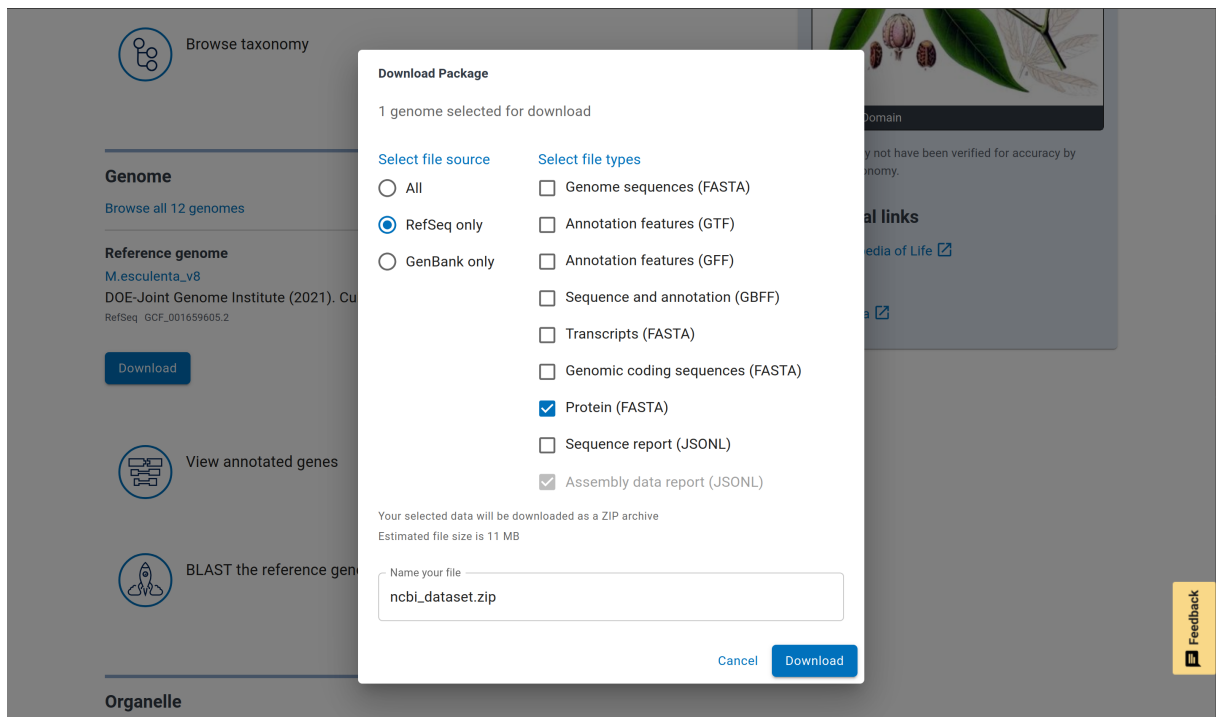 Browse taxonomy
Genome
Browse all 12 genomes
Reference genome
M.esculenta_v8
DOE-Joint Genome Institute (2021). Cu
RefSeq GCF_001659605.2
Download
View annotated genes
BLAST the reference gen
Organelle
Download Package
1 genome selected for download
Select file source
All
RefSeq only
GenBank only
Select file types
Genome sequences (FASTA)
Annotation features (GTF)
Annotation features (GFF)
Sequence and annotation (GBFF)
Transcripts (FASTA)
Genomic coding sequences (FASTA)
Protein (FASTA)
Sequence report (JSONL)
Assembly data report (JSONL)
Your selected data will be downloaded as a ZIP archive
Estimated file size is 11 MB
Name your file
ncbi_dataset.zip
Cancel
Download
Domain
y not have been verified for accuracy by
nomy.
al links
edia of Life
a
Feedback